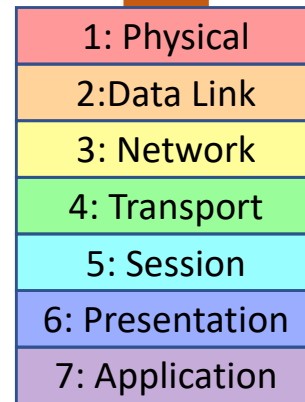 1: Physical
2:Data Link
3: Network
4: Transport
5: Session
6: Presentation
7: Application